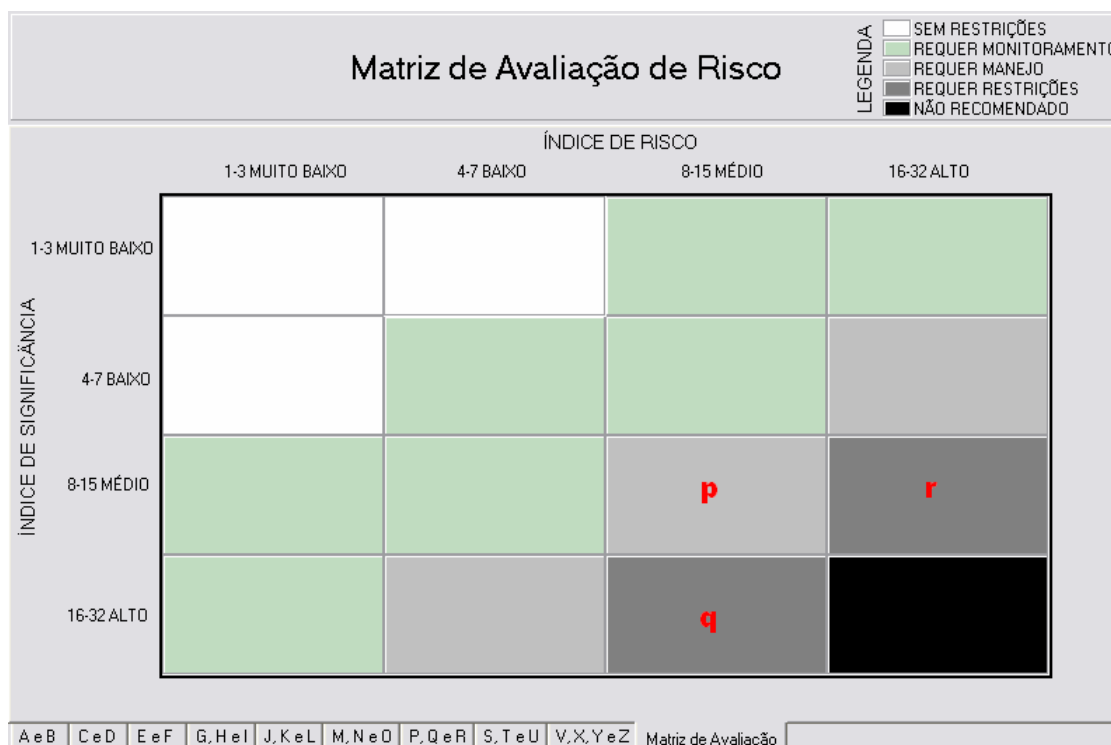 Matriz de Avaliação de Risco
LEGENDA
SEM RESTRIÇÕES
REQUER MONITORAMENTO
REQUER MANEJO
REQUER RESTRIÇÕES
NÃO RECOMENDADO
ÍNDICE DE RISCO
1-3 MUITO BAIXO 4-7 BAIXO 8-15 MÉDIO 16-32 ALTO
ÍNDICE DE SIGNIFICÂNCIA
1-3 MUITO BAIXO
4-7 BAIXO
8-15 MÉDIO p r
16-32 ALTO q
A e B C e D E e F G, H e I J, K e L M, N e O P, Q e R S, T e U V, X, Y e Z Matriz de Avaliação